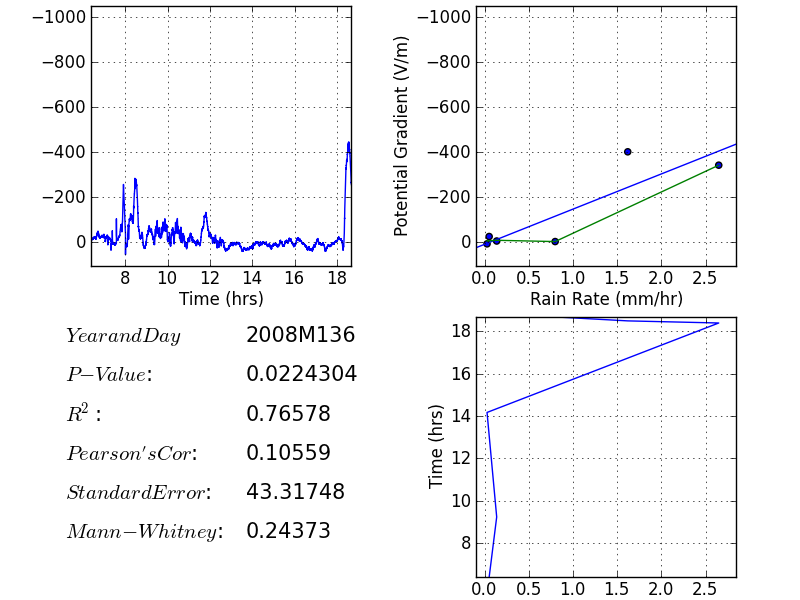 −1000
−800
−600
−400
−200
0
8 10 12 14 16 18
Time (hrs)
Potential Gradient (V/m)
−1000
−800
−600
−400
−200
0
0.0 0.5 1.0 1.5 2.0 2.5
Rain Rate (mm/hr)
YearandDay 2008M136
P−Value: 0.0224304
R²: 0.76578
Pearson'sCor: 0.10559
StandardError: 43.31748
Mann−Whitney: 0.24373
Time (hrs)
18
16
14
12
10
8
0.0 0.5 1.0 1.5 2.0 2.5